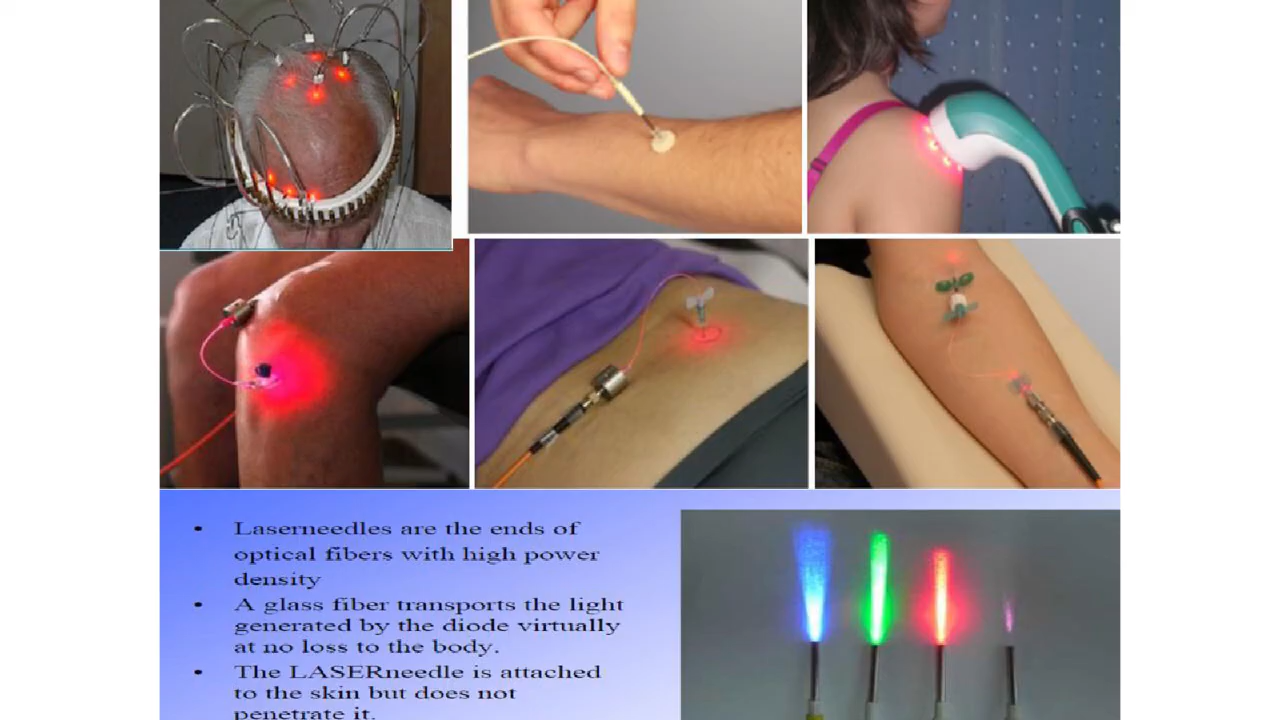 • Laserneedles are the ends of
optical fibers with high power
density
• A glass fiber transports the light
generated by the diode virtually
at no loss to the body.
• The LASERneedle is attached
to the skin but does not
penetrate it.